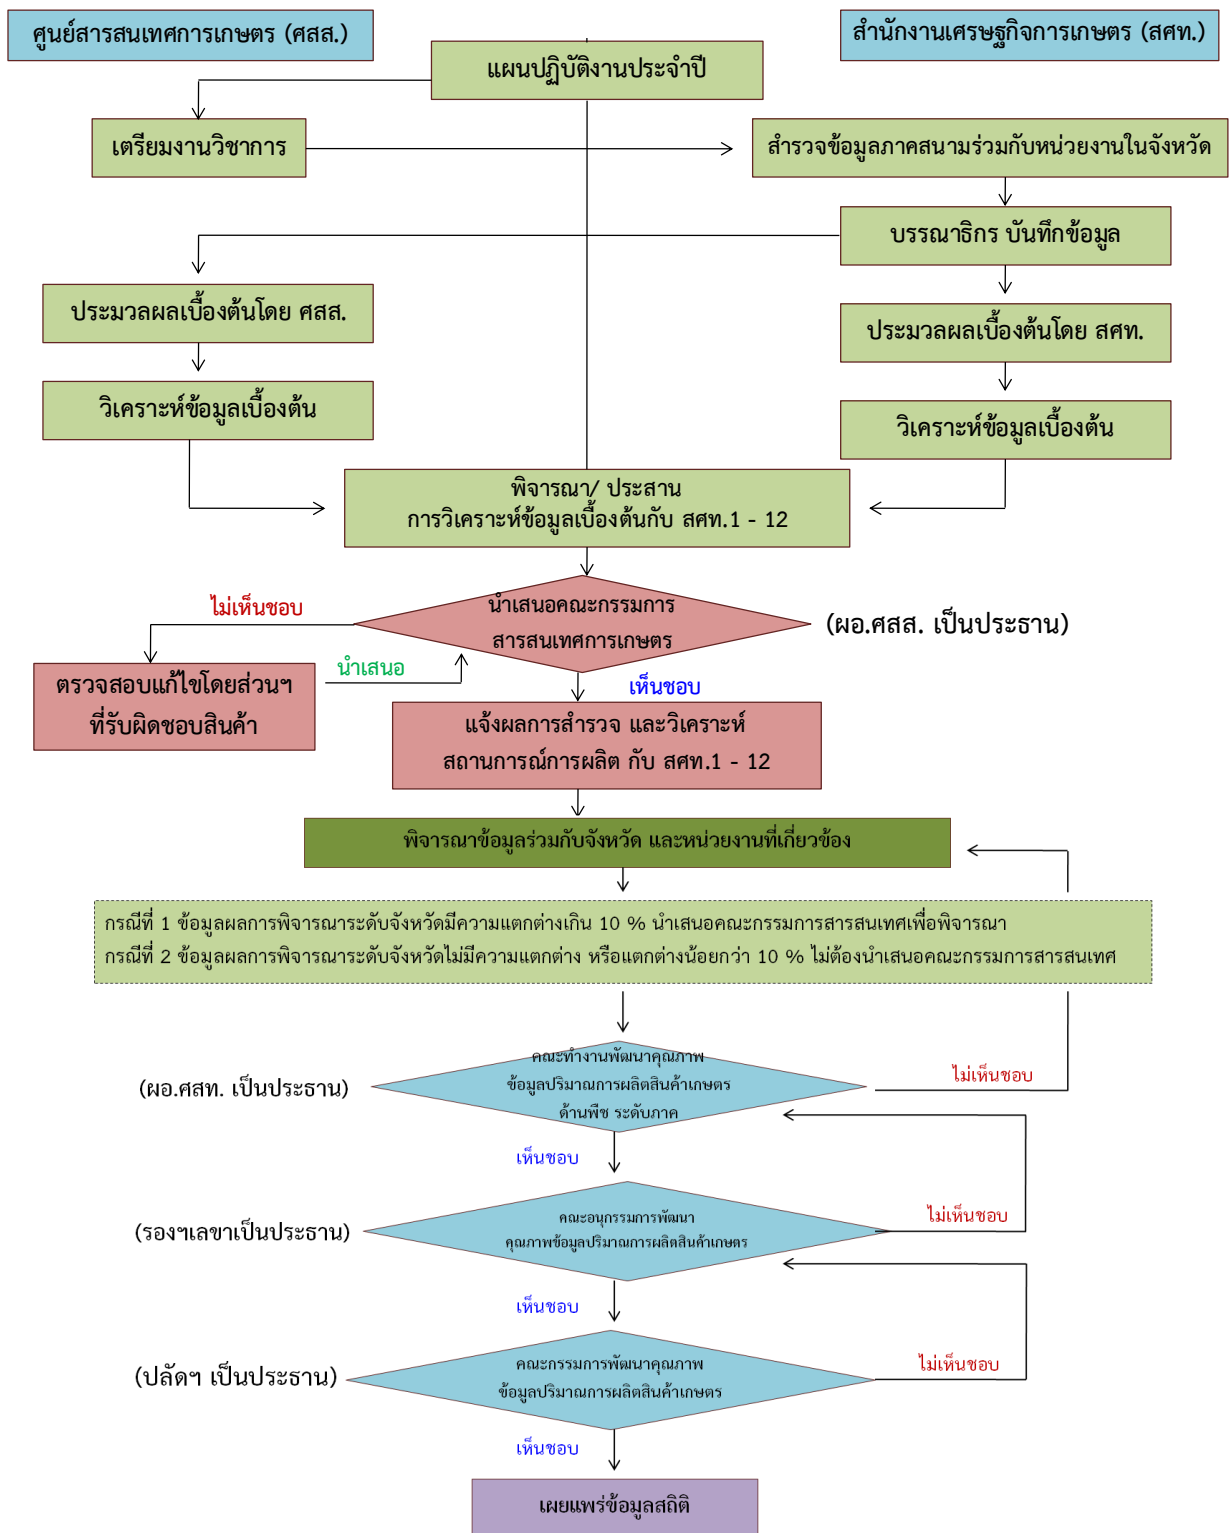 ศูนย์สารสนเทศการเกษตร (ศสส.)
สำนักงานเศรษฐกิจการเกษตร (สศท.)
แผนปฏิบัติงานประจำปี
เตรียมงานวิชาการ
สำรวจข้อมูลภาคสนามร่วมกับหน่วยงานในจังหวัด
บรรณาธิกร บันทึกข้อมูล
ประมวลผลเบื้องต้นโดย ศสส.
ประมวลผลเบื้องต้นโดย สศท.
วิเคราะห์ข้อมูลเบื้องต้น
วิเคราะห์ข้อมูลเบื้องต้น
พิจารณา/ ประสาน
การวิเคราะห์ข้อมูลเบื้องต้นกับ สศท.1 - 12
นำเสนอคณะกรรมการ
สารสนเทศการเกษตร
(ผอ.ศสส. เป็นประธาน)
ไม่เห็นชอบ
นำเสนอ
ตรวจสอบแก้ไขโดยส่วนฯ
ที่รับผิดชอบสินค้า
เห็นชอบ
แจ้งผลการสำรวจ และวิเคราะห์
สถานการณ์การผลิต กับ สศท.1 - 12
พิจารณาข้อมูลร่วมกับจังหวัด และหน่วยงานที่เกี่ยวข้อง
กรณีที่ 1 ข้อมูลผลการพิจารณาระดับจังหวัดมีความแตกต่างเกิน 10 % นำเสนอคณะกรรมการสารสนเทศเพื่อพิจารณา
กรณีที่ 2 ข้อมูลผลการพิจารณาระดับจังหวัดไม่มีความแตกต่าง หรือแตกต่างน้อยกว่า 10 % ไม่ต้องนำเสนอคณะกรรมการสารสนเทศ
คณะทำงานพัฒนาคุณภาพ
ข้อมูลปริมาณการผลิตสินค้าเกษตร
ด้านพืช ระดับภาค
(ผอ.ศสท. เป็นประธาน)
ไม่เห็นชอบ
เห็นชอบ
คณะอนุกรรมการพัฒนา
คุณภาพข้อมูลปริมาณการผลิตสินค้าเกษตร
(รองฯเลขาเป็นประธาน)
ไม่เห็นชอบ
เห็นชอบ
คณะกรรมการพัฒนาคุณภาพ
ข้อมูลปริมาณการผลิตสินค้าเกษตร
(ปลัดฯ เป็นประธาน)
ไม่เห็นชอบ
เห็นชอบ
เผยแพร่ข้อมูลสถิติ